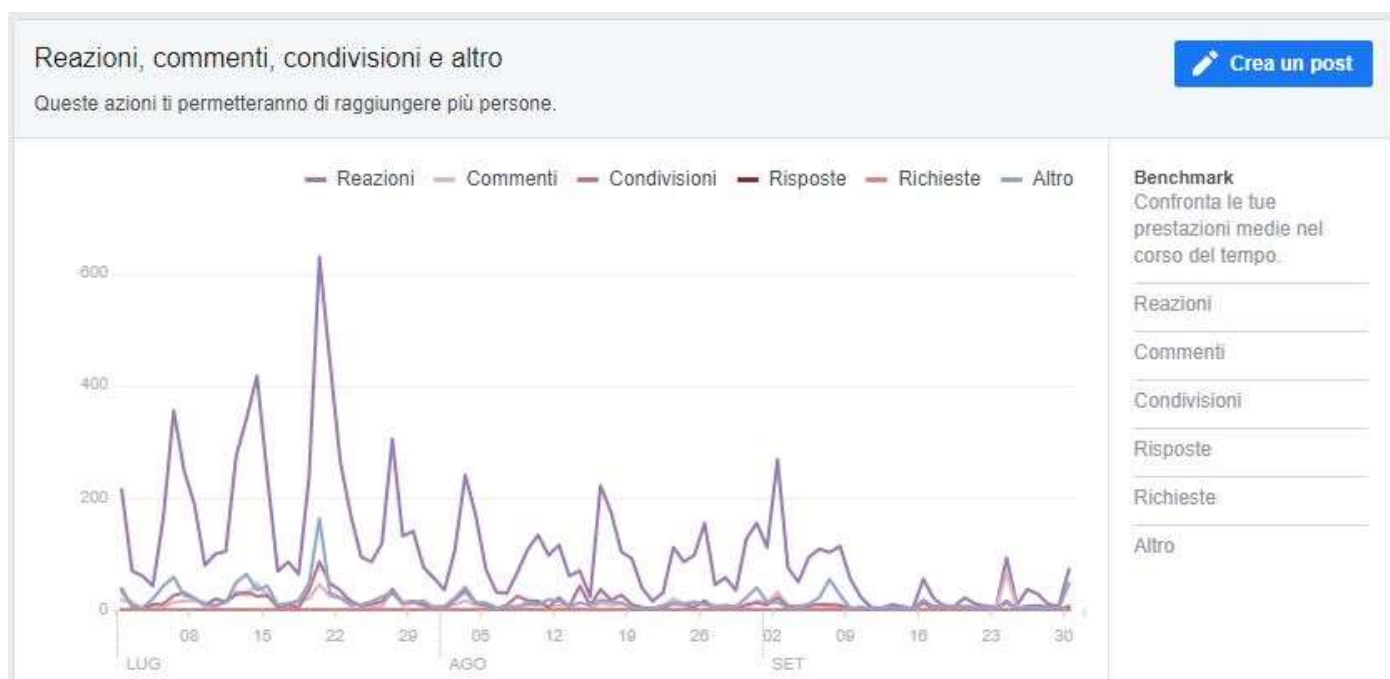 Reazioni, commenti, condivisioni e altro
Crea un post
Queste azioni ti permetteranno di raggiungere più persone.
Reazioni Commenti Condivisioni Risposte Richieste Altro
600
400
200
0
08 15 22 29 05 12 19 26 02 09 16 23 30
LUG AGO SET
Benchmark
Confronta le tue
prestazioni medie nel
corso del tempo.
Reazioni
Commenti
Condivisioni
Risposte
Richieste
Altro